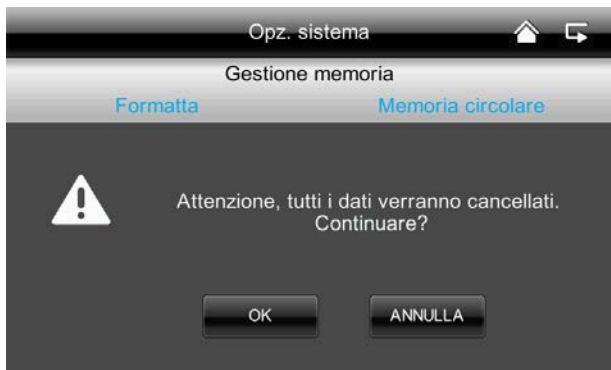 Opz. sistema
Gestione memoria
Formatta Memoria circolare
Attenzione, tutti i dati verranno cancellati.
Continuare?
OK ANNULLA